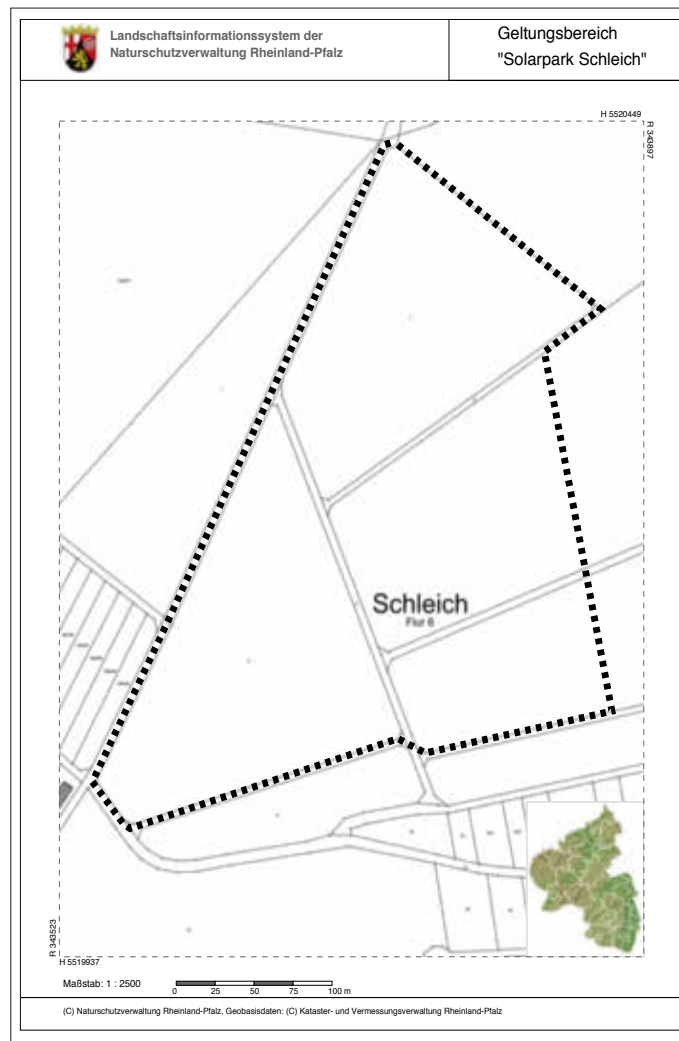 Landschaftsinformationssystem der
Naturschutzverwaltung Rheinland-Pfalz
Geltungsbereich
"Solarpark Schleich"
H 5520449
R 343897
Schleich
Flur 6
R 343523
H 5519937
Maßstab: 1 : 2500
0 25 50 75 100 m
(C) Naturschutzverwaltung Rheinland-Pfalz, Geobasisdaten: (C) Kataster- und Vermessungsverwaltung Rheinland-Pfalz